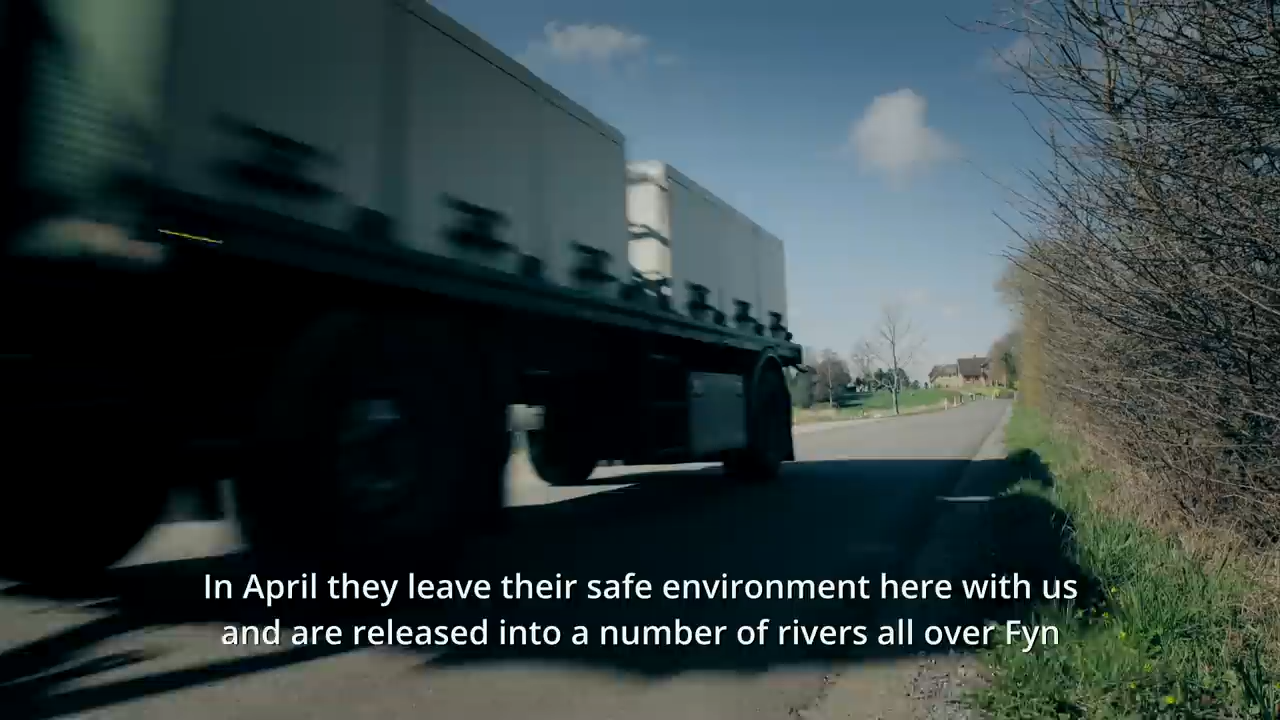 In April they leave their safe environment here with us
and are released into a number of rivers all over Fyn